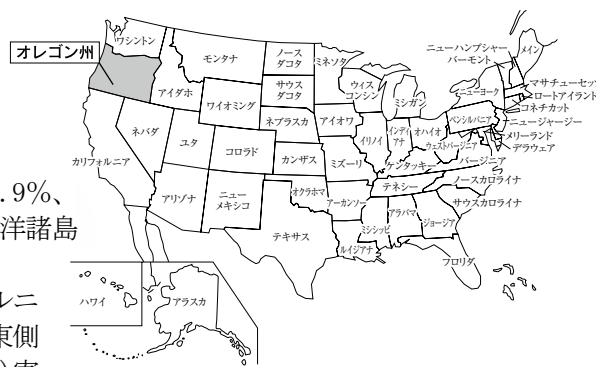 オレゴン州
ワシントン
モンタナ
ノース
ダコタ
ミネソタ
アイダホ
ワイオミング
サウス
ダコタ
ウィス
コンシン
ミシガン
ニューハンプシャー
バーモント
メイン
ニューヨーク
マサチューセッ
ロートアイランド
コネチカット
ニュージャージー
メリーランド
デラウェア
ペンシルバニア
ネバダ
ユタ
コロラド
ネブラスカ
アイオワ
イリノイ
インディ
アナ
オハイオ
ウェストバージニア
バージニア
カリフォルニア
カンザス
ミズーリ
ケンタッキー
ノースカロライナ
テネシー
サウスカロライナ
アリゾナ
ニュー
メキシコ
オクラホマ
アーカンソー
ミシシッピ
アラバマ
ジョージア
テキサス
ルイジアナ
フロリダ
ハワイ
アラスカ
.9%、
洋諸島
ルニ
東側